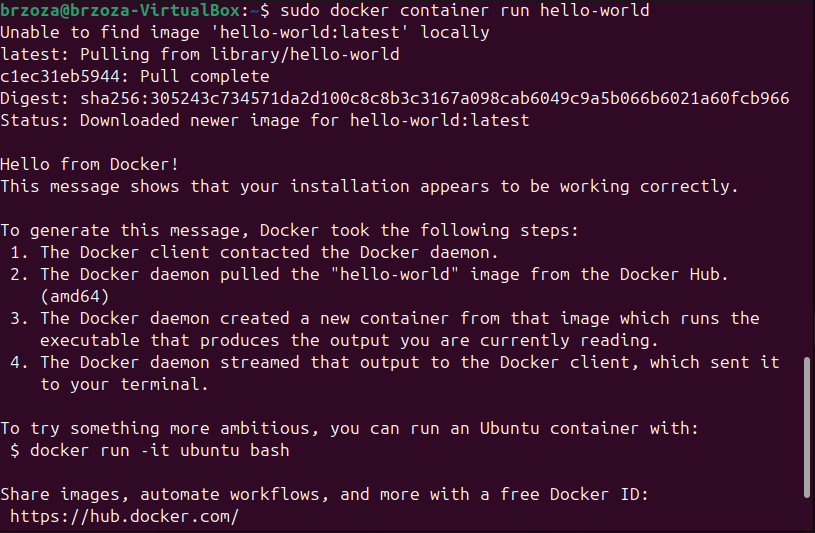 brzoza@brzoza-VirtualBox:~$ sudo docker container run hello-world
Unable to find image 'hello-world:latest' locally
latest: Pulling from library/hello-world
c1ec31eb5944: Pull complete
Digest: sha256:305243c734571da2d100c8c8b3c3167a098cab6049c9a5b066b6021a60fcb966
Status: Downloaded newer image for hello-world:latest

Hello from Docker!
This message shows that your installation appears to be working correctly.

To generate this message, Docker took the following steps:
 1. The Docker client contacted the Docker daemon.
 2. The Docker daemon pulled the "hello-world" image from the Docker Hub.
    (amd64)
 3. The Docker daemon created a new container from that image which runs the
    executable that produces the output you are currently reading.
 4. The Docker daemon streamed that output to the Docker client, which sent it
    to your terminal.

To try something more ambitious, you can run an Ubuntu container with:
 $ docker run -it ubuntu bash

Share images, automate workflows, and more with a free Docker ID:
 https://hub.docker.com/